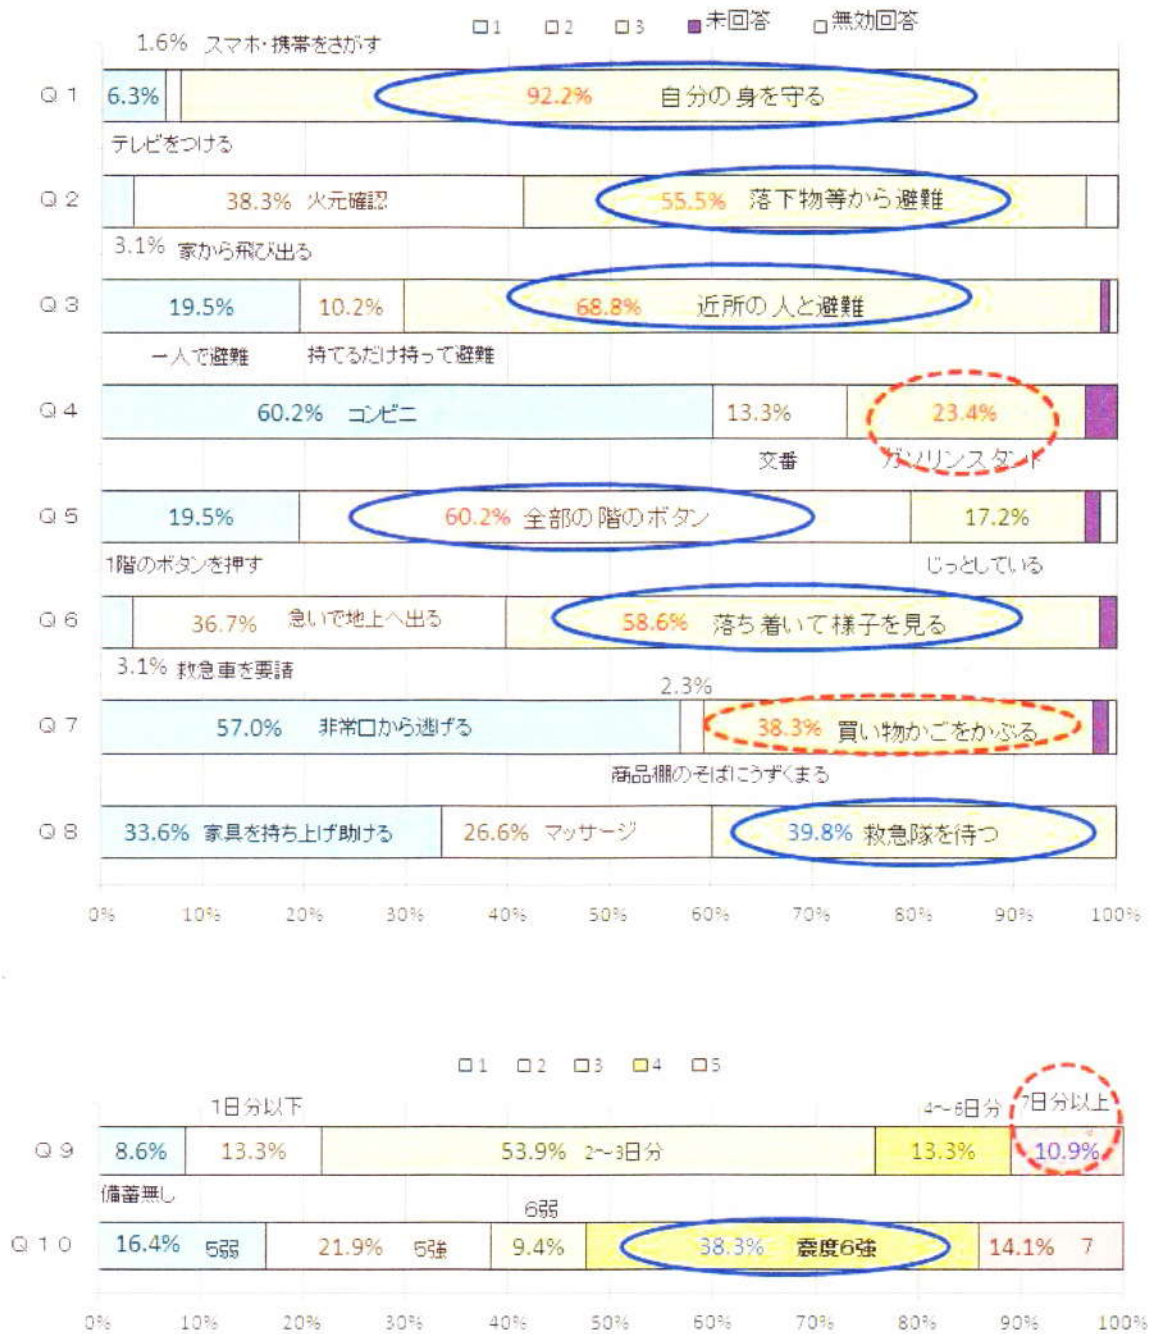 □1 □2 □3 ■未回答 □無効回答
1.6% スマホ・携帯をさがす
Q1 6.3% 92.2% 自分の身を守る
テレビをつける
Q2 38.3% 火元確認 55.5% 落下物等から避難
3.1% 家から飛び出る
Q3 19.5% 10.2% 68.8% 近所の人と避難
一人で避難 持てるだけ持って避難
Q4 60.2% コンビニ 13.3% 23.4%
交番 ガソリンスタンド
Q5 19.5% 60.2% 全部の階のボタン 17.2%
1階のボタンを押す じっとしている
Q6 36.7% 急いで地上へ出る 58.6% 落ち着いて様子を見る
3.1% 救急車を要請
2.3%
Q7 57.0% 非常口から逃げる 38.3% 買い物かごをかぶる
商品棚のそばにうずくまる
Q8 33.6% 家具を持ち上げ助ける 26.6% マッサージ 39.8% 救急隊を待つ
0% 10% 20% 30% 40% 50% 60% 70% 80% 90% 100%
□1 □2 □3 □4 □5
1日分以下 4~6日分 7日分以上
Q9 8.6% 13.3% 53.9% 2~3日分 13.3% 10.9%
備蓄無し
6弱
Q10 16.4% 5弱 21.9% 5強 9.4% 38.3% 震度6強 14.1% 7
0% 10% 20% 30% 40% 50% 60% 70% 80% 90% 100%